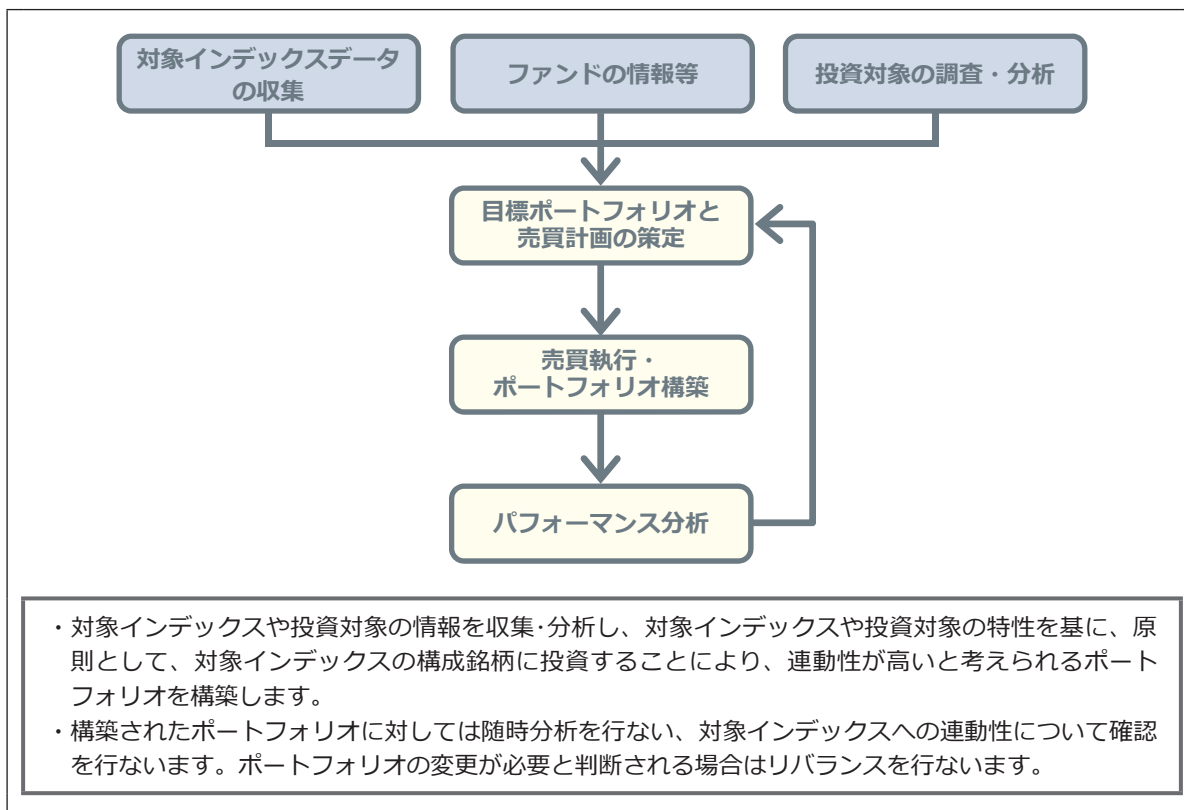 対象インデックスデータ
の収集
ファンドの情報等
投資対象の調査・分析
目標ポートフォリオと
売買計画の策定
売買執行・
ポートフォリオ構築
パフォーマンス分析
・対象インデックスや投資対象の情報を収集･分析し、対象インデックスや投資対象の特性を基に、原
則として、対象インデックスの構成銘柄に投資することにより、連動性が高いと考えられるポート
フォリオを構築します。
・構築されたポートフォリオに対しては随時分析を行ない、対象インデックスへの連動性について確認
を行ないます。ポートフォリオの変更が必要と判断される場合はリバランスを行ないます。